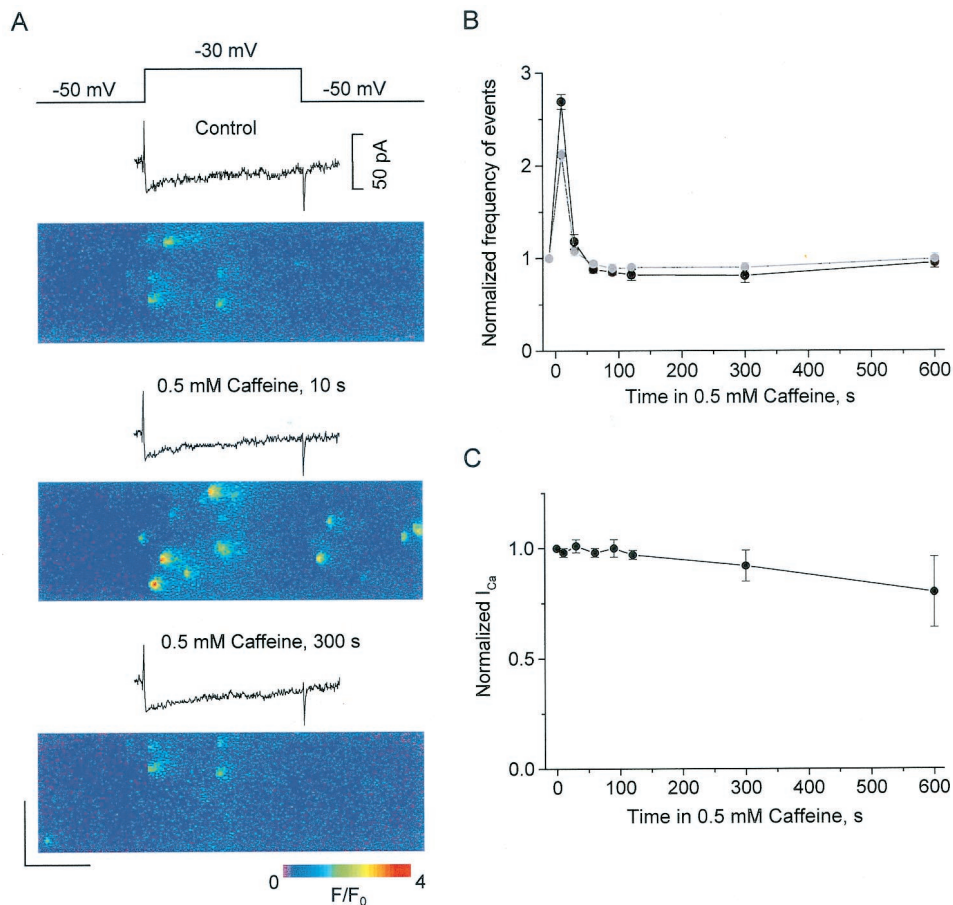 A
-30 mV
-50 mV
-50 mV
Control
50 pA
0.5 mM Caffeine, 10 s
0.5 mM Caffeine, 300 s
0
4
F/F0
B
Normalized frequency of events
3
2
1
0
0 100 200 300 400 500 600
Time in 0.5 mM Caffeine, s
C
Normalized ICa
1.0
0.5
0.0
0 100 200 300 400 500 600
Time in 0.5 mM Caffeine, s